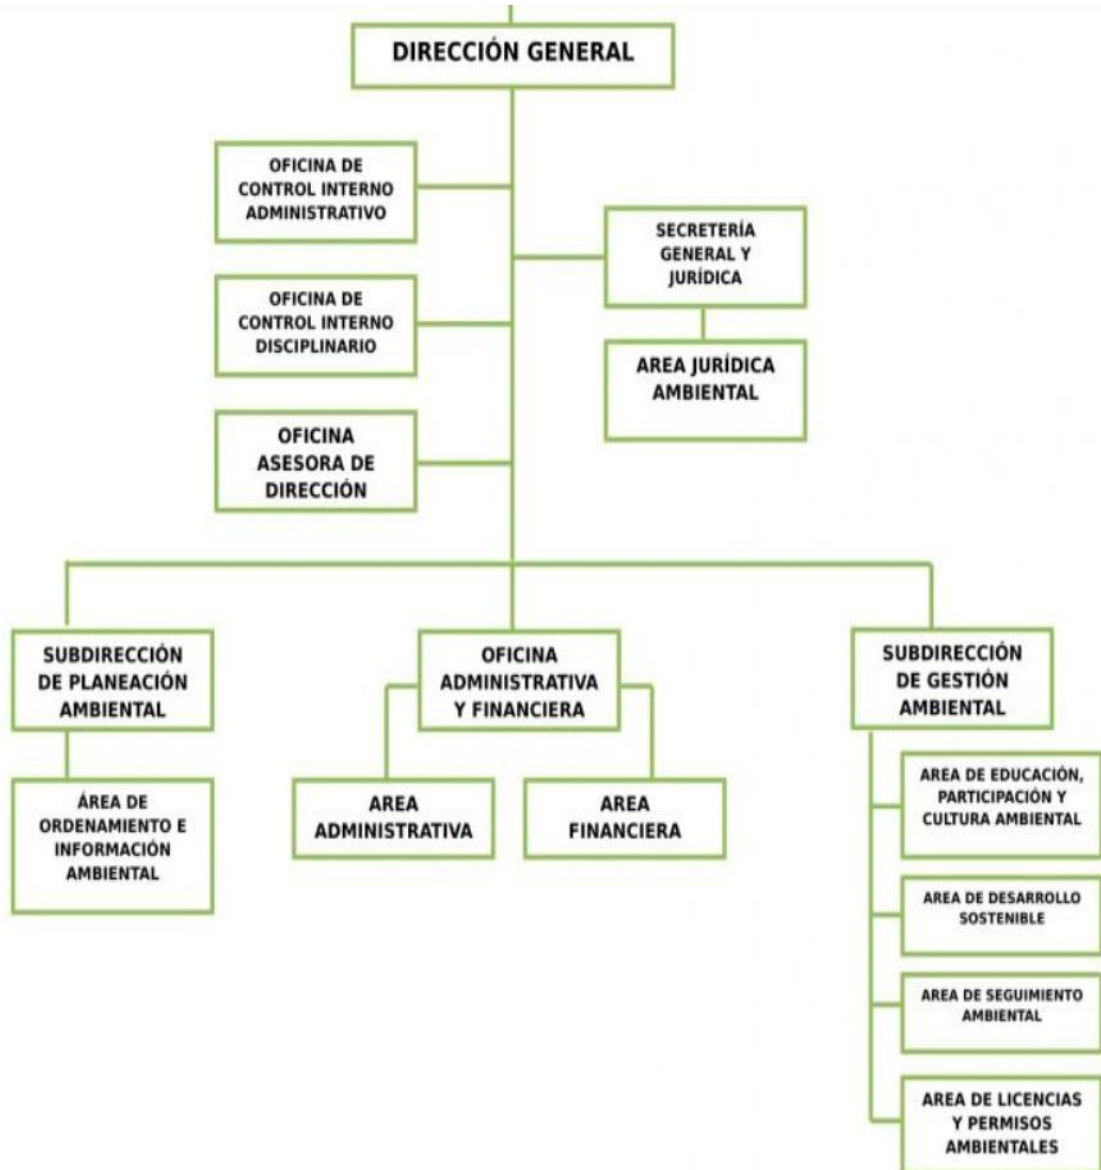 DIRECCIÓN GENERAL
OFICINA DE
CONTROL INTERNO
ADMINISTRATIVO
SECRETERÍA
GENERAL Y
JURÍDICA
OFICINA DE
CONTROL INTERNO
DISCIPLINARIO
AREA JURÍDICA
AMBIENTAL
OFICINA
ASESORA DE
DIRECCIÓN
SUBDIRECCIÓN
DE PLANEACIÓN
AMBIENTAL
OFICINA
ADMINISTRATIVA
Y FINANCIERA
SUBDIRECCIÓN
DE GESTIÓN
AMBIENTAL
ÁREA DE
ORDENAMIENTO E
INFORMACIÓN
AMBIENTAL
AREA
ADMINISTRATIVA
AREA
FINANCIERA
AREA DE EDUCACIÓN,
PARTICIPACIÓN Y
CULTURA AMBIENTAL
AREA DE DESARROLLO
SOSTENIBLE
AREA DE SEGUIMIENTO
AMBIENTAL
AREA DE LICENCIAS
Y PERMISOS
AMBIENTALES